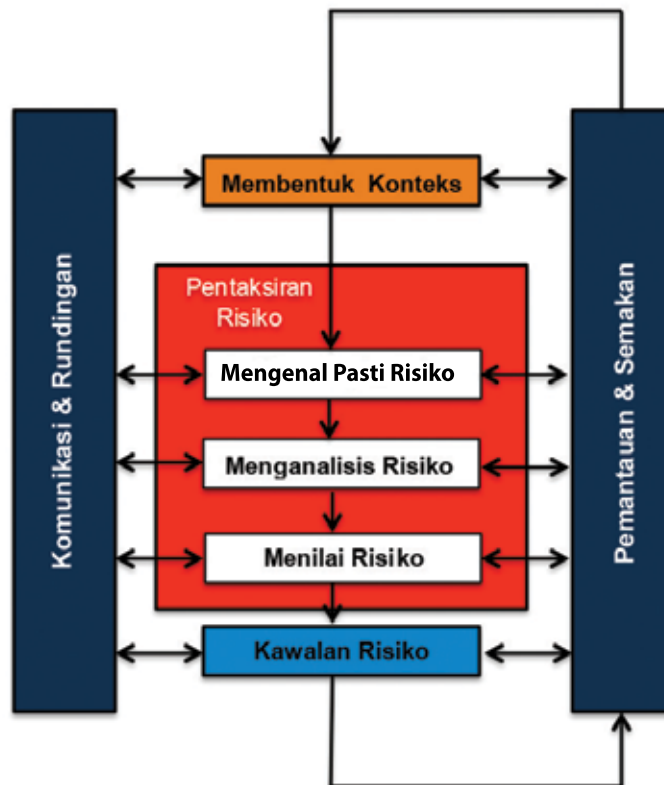 Membentuk Konteks
Pentaksiran
Risiko
Mengenal Pasti Risiko
Menganalisis Risiko
Menilai Risiko
Kawalan Risiko
Komunikasi & Rundingan
Pemantauan & Semakan